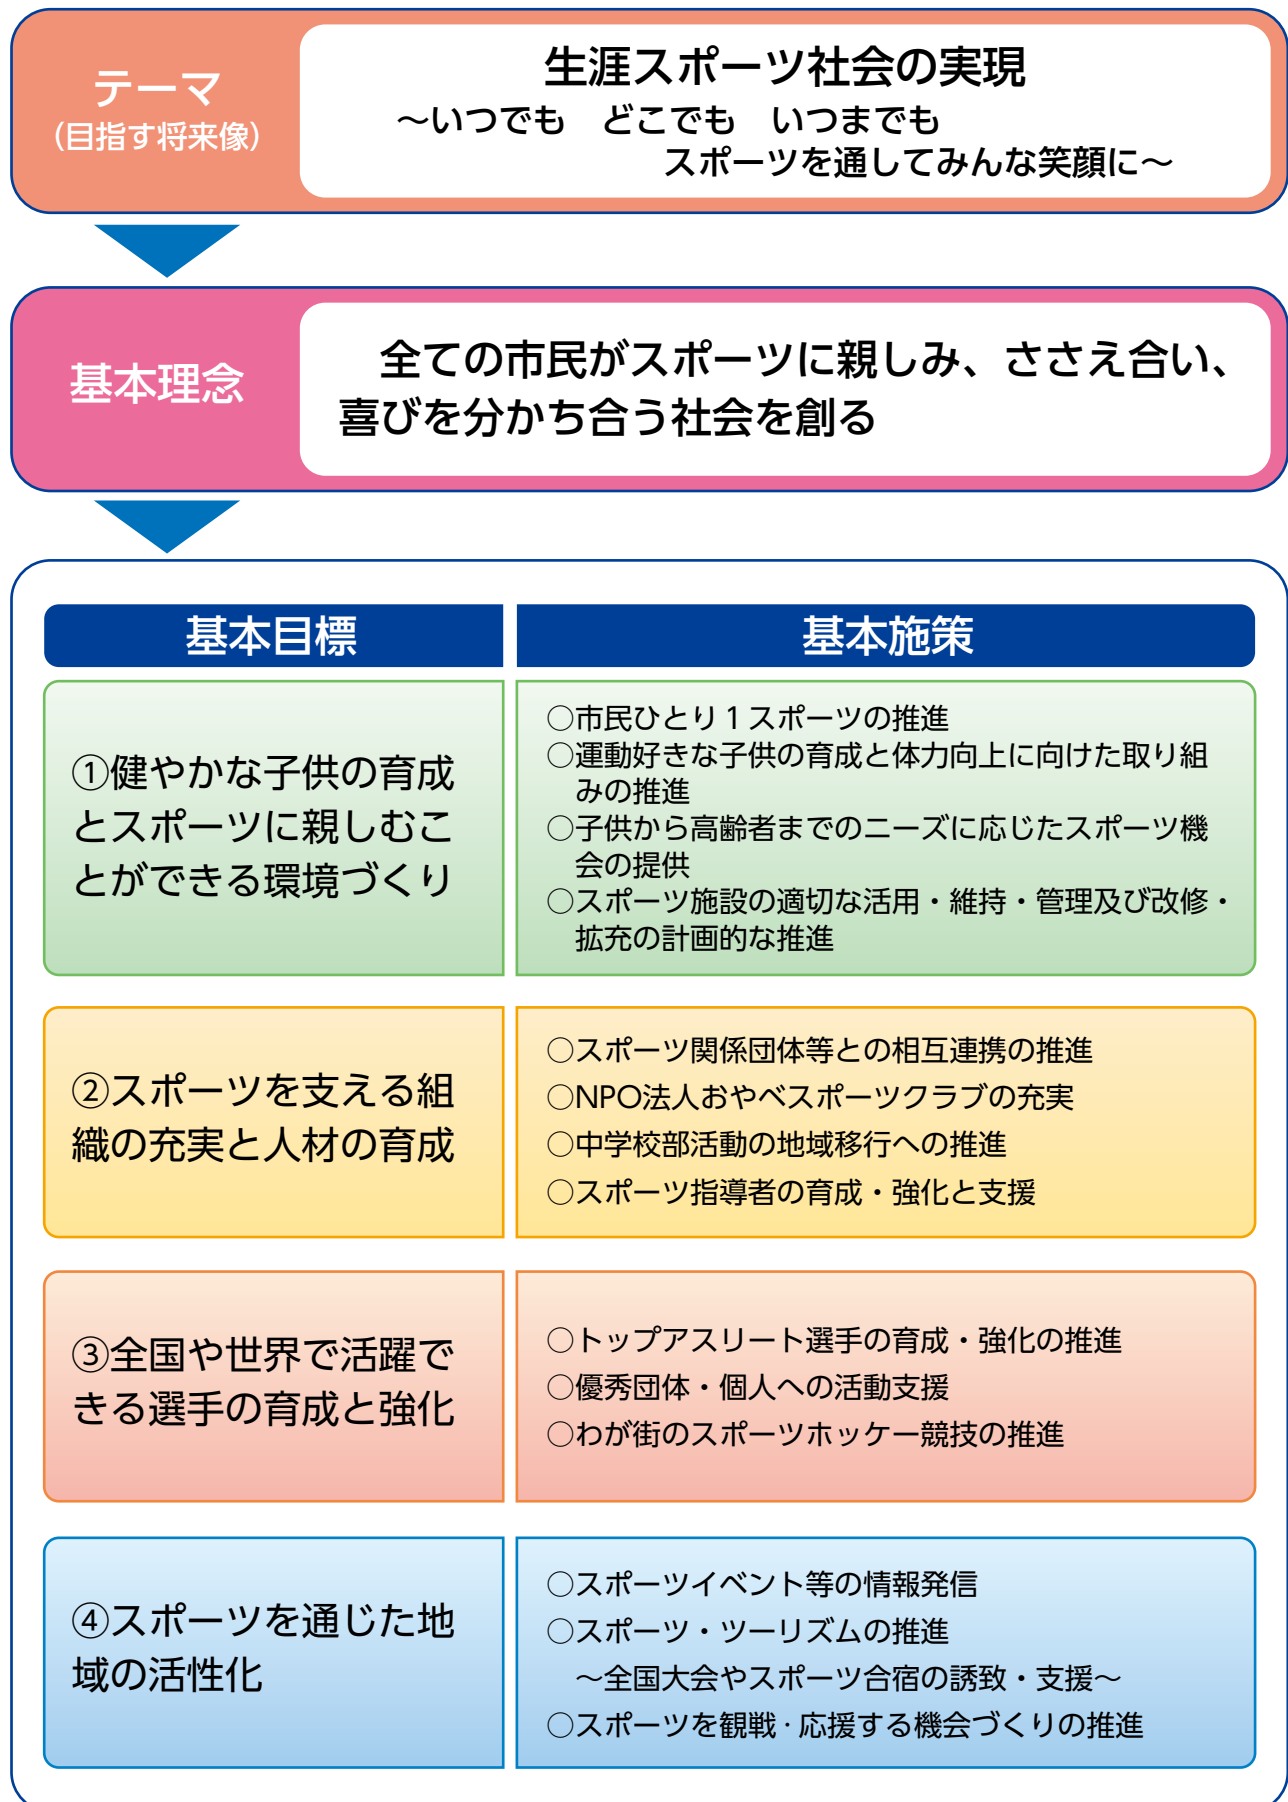 テーマ
(目指す将来像)
生涯スポーツ社会の実現
～いつでも　どこでも　いつまでも
スポーツを通してみんな笑顔に～
基本理念
全ての市民がスポーツに親しみ、ささえ合い、
喜びを分かち合う社会を創る
基本目標
基本施策
①健やかな子供の育成
とスポーツに親しむこ
とができる環境づくり
○市民ひとり１スポーツの推進
○運動好きな子供の育成と体力向上に向けた取り組
みの推進
○子供から高齢者までのニーズに応じたスポーツ機
会の提供
○スポーツ施設の適切な活用・維持・管理及び改修・
拡充の計画的な推進
②スポーツを支える組
織の充実と人材の育成
○スポーツ関係団体等との相互連携の推進
○NPO法人おやべスポーツクラブの充実
○中学校部活動の地域移行への推進
○スポーツ指導者の育成・強化と支援
③全国や世界で活躍で
きる選手の育成と強化
○トップアスリート選手の育成・強化の推進
○優秀団体・個人への活動支援
○わが街のスポーツホッケー競技の推進
④スポーツを通じた地
域の活性化
○スポーツイベント等の情報発信
○スポーツ・ツーリズムの推進
～全国大会やスポーツ合宿の誘致・支援～
○スポーツを観戦･応援する機会づくりの推進